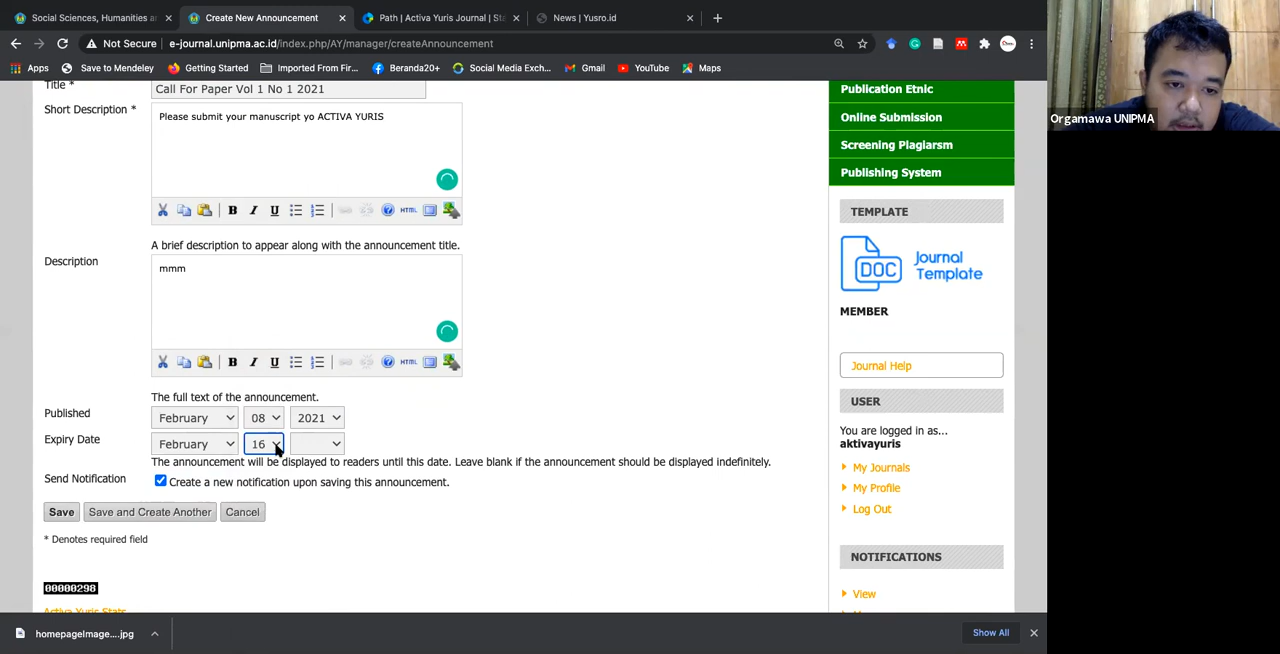 Social Sciences, Humanities ar
Create New Announcement
Path | Activa Yuris Journal | Sta
News | Yusro.id
Not Secure
e-journal.unipma.ac.id/index.php/AY/manager/createAnnouncement
Apps
Save to Mendeley
Getting Started
Imported From Fir...
Beranda20+
Social Media Exch...
Gmail
YouTube
Maps
Title *
Call For Paper Vol 1 No 1 2021
Short Description *
Please submit your manuscript yo ACTIVA YURIS
B I U
HTML
A brief description to appear along with the announcement title.
Description
mmm
B I U
HTML
The full text of the announcement.
Published
February
08
2021
Expiry Date
February
16
The announcement will be displayed to readers until this date. Leave blank if the announcement should be displayed indefinitely.
Send Notification
Create a new notification upon saving this announcement.
Save
Save and Create Another
Cancel
* Denotes required field
00000298
Activa Yuris Stats
Publication Etnic
Online Submission
Screening Plagiarsm
Publishing System
TEMPLATE
DOC
Journal
Template
MEMBER
Journal Help
USER
You are logged in as...
aktivayuris
My Journals
My Profile
Log Out
NOTIFICATIONS
View
homepageImage....jpg
Show All
Orgamawa UNIPMA